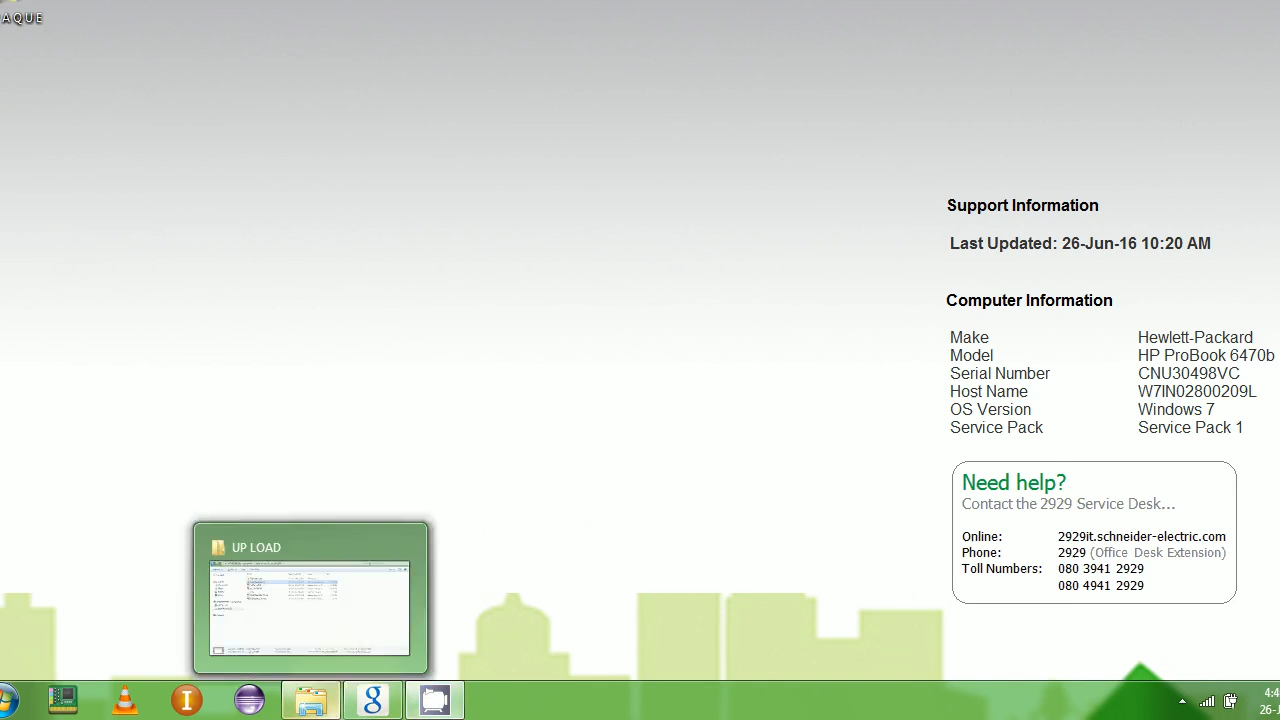 AQUE
Support Information
Last Updated: 26-Jun-16 10:20 AM
Computer Information
Make Hewlett-Packard
Model HP ProBook 6470b
Serial Number CNU30498VC
Host Name W7IN02800209L
OS Version Windows 7
Service Pack Service Pack 1
Need help?
Contact the 2929 Service Desk...
Online: 2929it.schneider-electric.com
Phone: 2929 (Office Desk Extension)
Toll Numbers: 080 3941 2929
080 4941 2929
UP LOAD
4:4
26-J